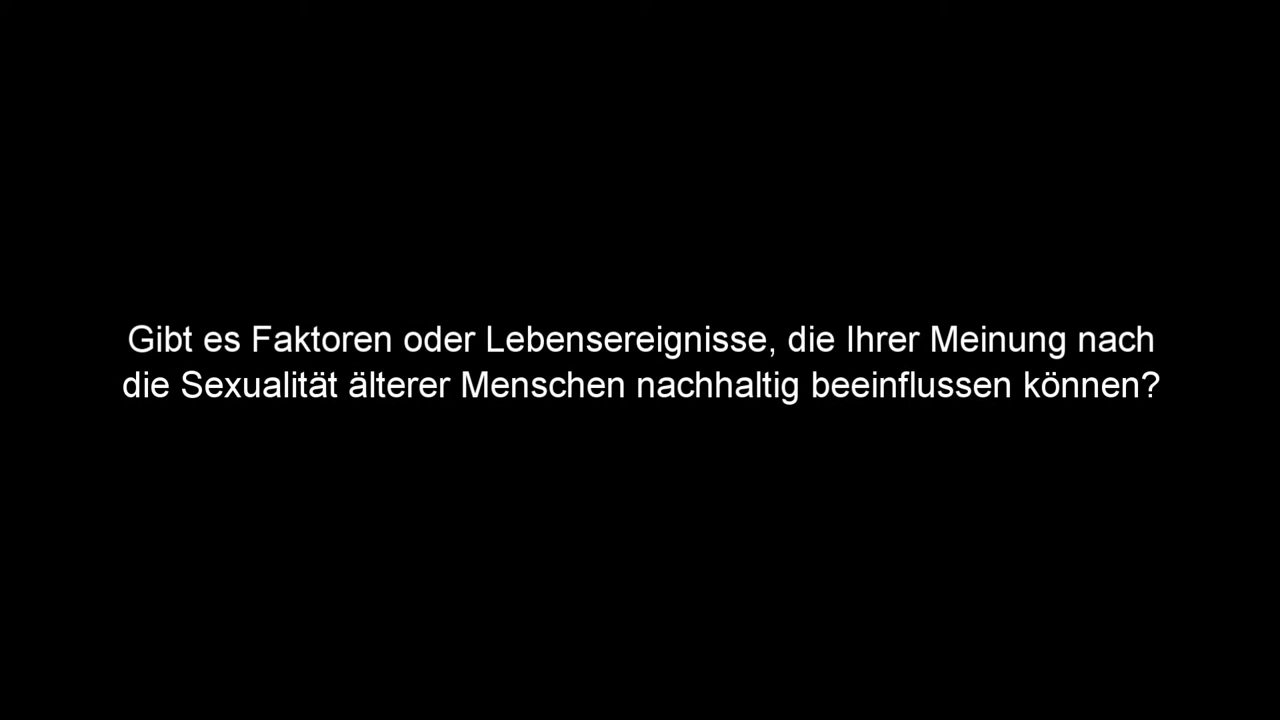 Gibt es Faktoren oder Lebensereignisse, die Ihrer Meinung nach
die Sexualität älterer Menschen nachhaltig beeinflussen können?